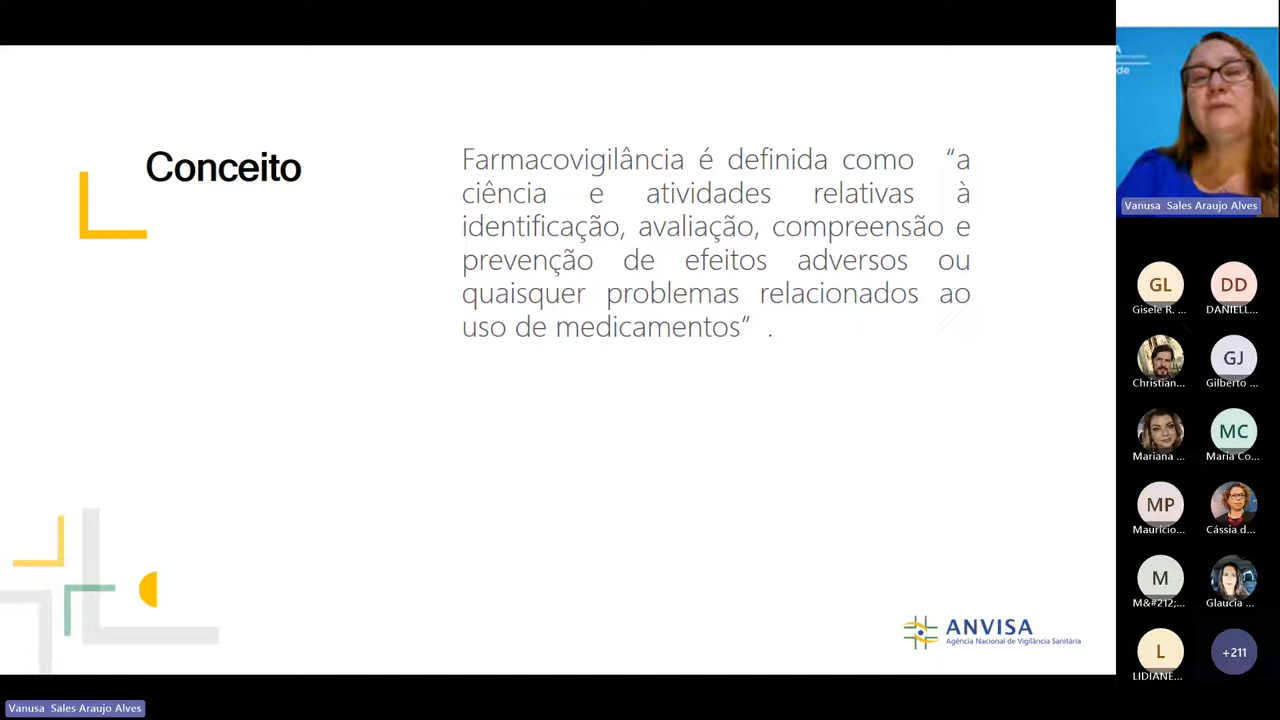 Conceito
Farmacovigilância é definida como “a
ciência e atividades relativas à
identificação, avaliação, compreensão e
prevenção de efeitos adversos ou
quaisquer problemas relacionados ao
uso de medicamentos” .
ANVISA
Agência Nacional de Vigilância Sanitária
Vanusa Sales Araujo Alves
A
de
Vanusa Sales Araujo Alves
GL
DD
Gisele R. ...
DANIELL...
GJ
Christian...
Gilberto ...
MC
Mariana ...
Maria Co...
MP
Maurício...
Cássia d...
M
M&#212;...
Glaucia ...
L
+211
LIDIANE...